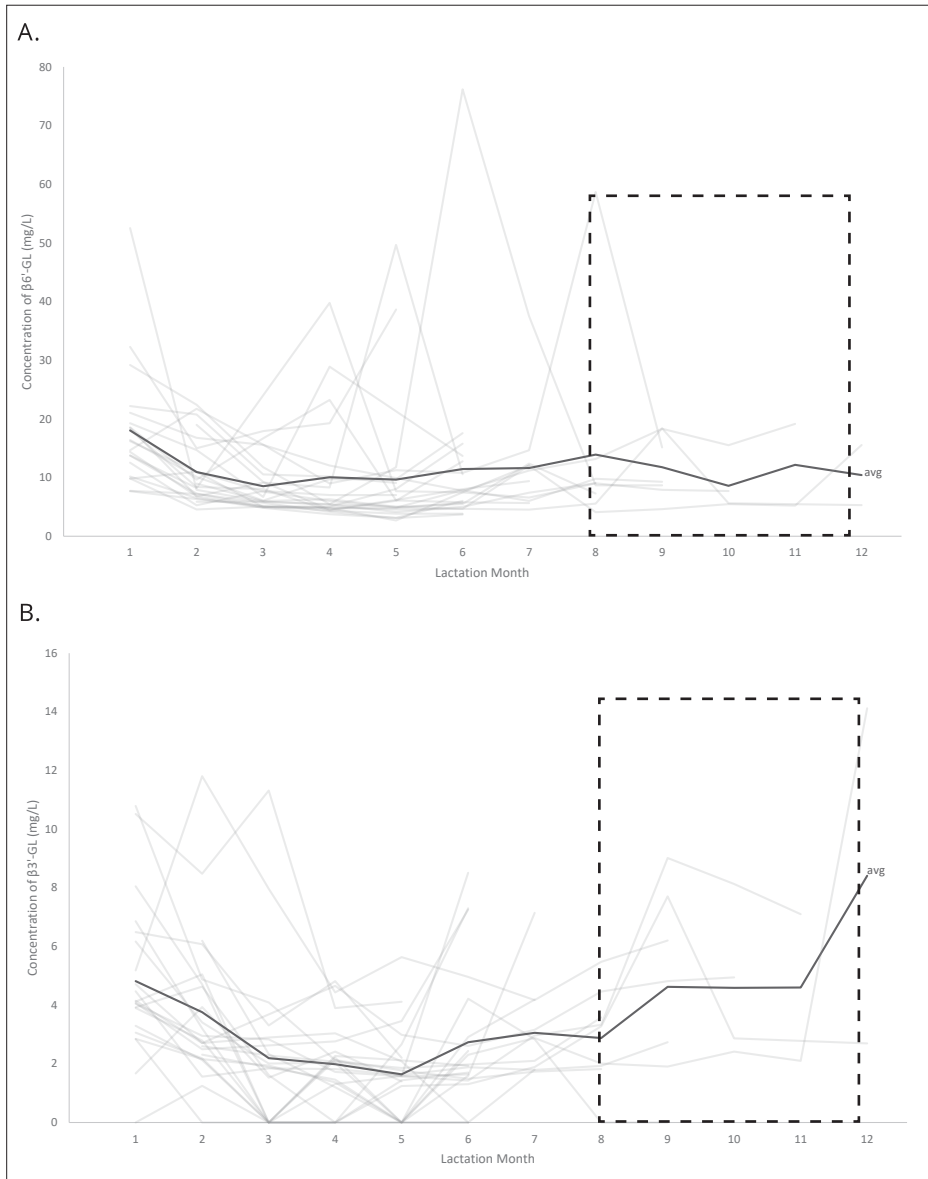 A.
80
70
60
50
40
30
20
10
0
Concentration of β6'-GL (mg/L)
avg
1 2 3 4 5 6 7 8 9 10 11 12
Lactation Month
B.
16
14
12
10
8
6
4
2
0
Concentration of β3'-GL (mg/L)
avg
1 2 3 4 5 6 7 8 9 10 11 12
Lactation Month